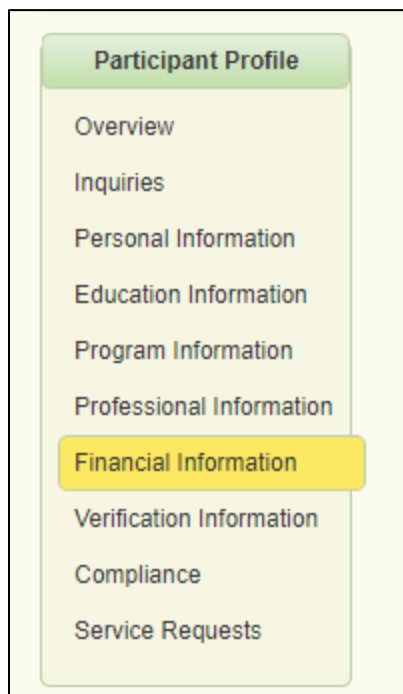 Participant Profile
Overview
Inquiries
Personal Information
Education Information
Program Information
Professional Information
Financial Information
Verification Information
Compliance
Service Requests